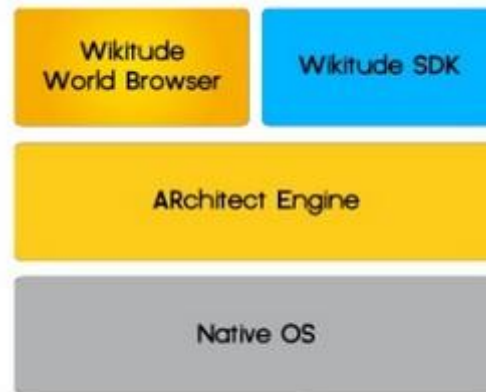 Wikitude
World Browser
Wikitude SDK
ARchitect Engine
Native OS